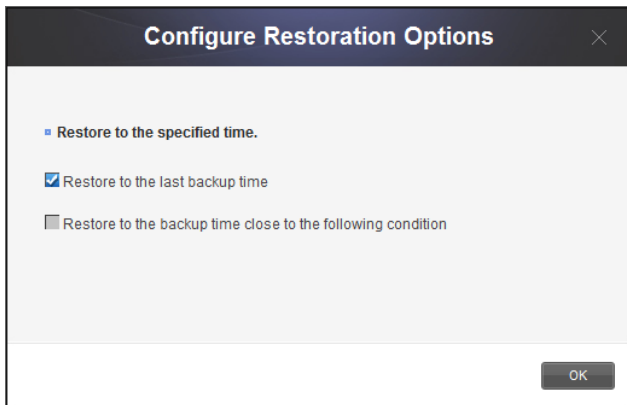 Configure Restoration Options
Restore to the specified time.
Restore to the last backup time
Restore to the backup time close to the following condition
OK